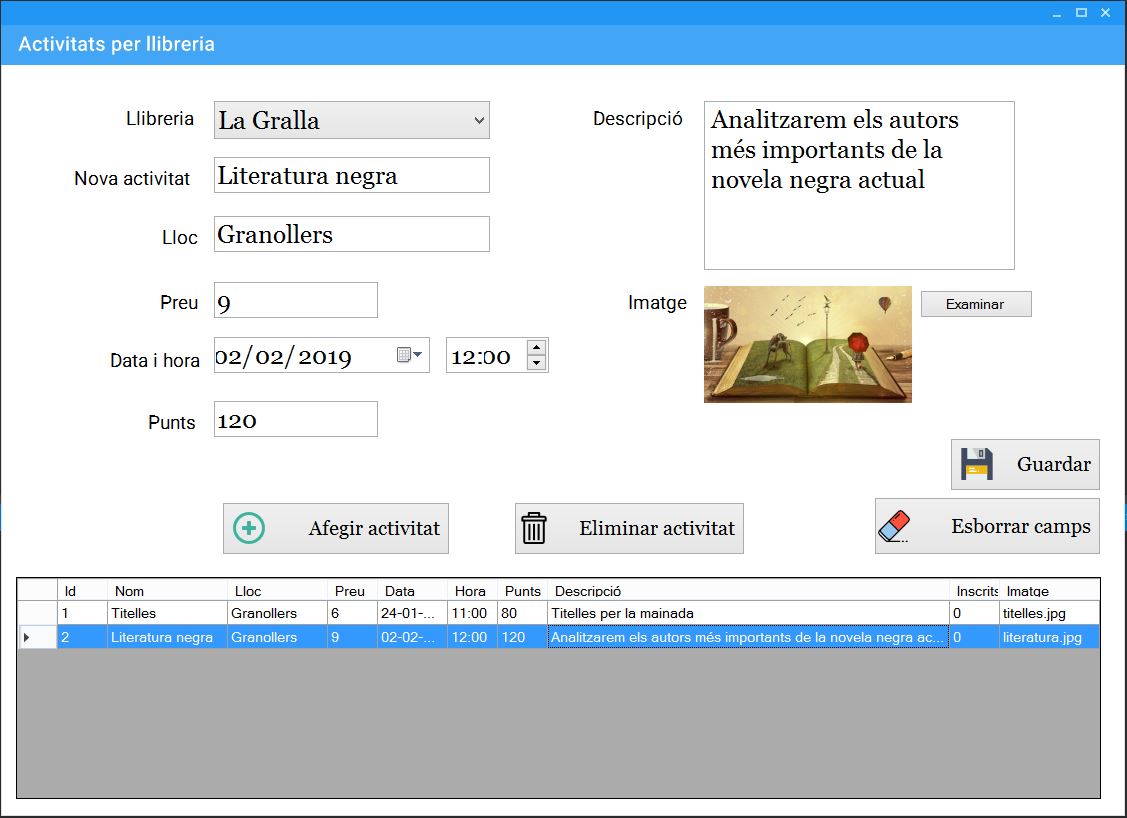 Activitats per llibreria
Llibreria La Gralla
Nova activitat Literatura negra
Lloc Granollers
Preu 9
Data i hora 02/02/2019 12:00
Punts 120
Descripció Analitzarem els autors
més importants de la
novela negra actual
Imatge Examinar
Guardar
Afegir activitat Eliminar activitat Esborrar camps
Id Nom Lloc Preu Data Hora Punts Descripció Inscrits Imatge
1 Titelles Granollers 6 24-01-... 11:00 80 Titelles per la mainada 0 titelles.jpg
2 Literatura negra Granollers 9 02-02-... 12:00 120 Analitzarem els autors més importants de la novela negra ac... 0 literatura.jpg